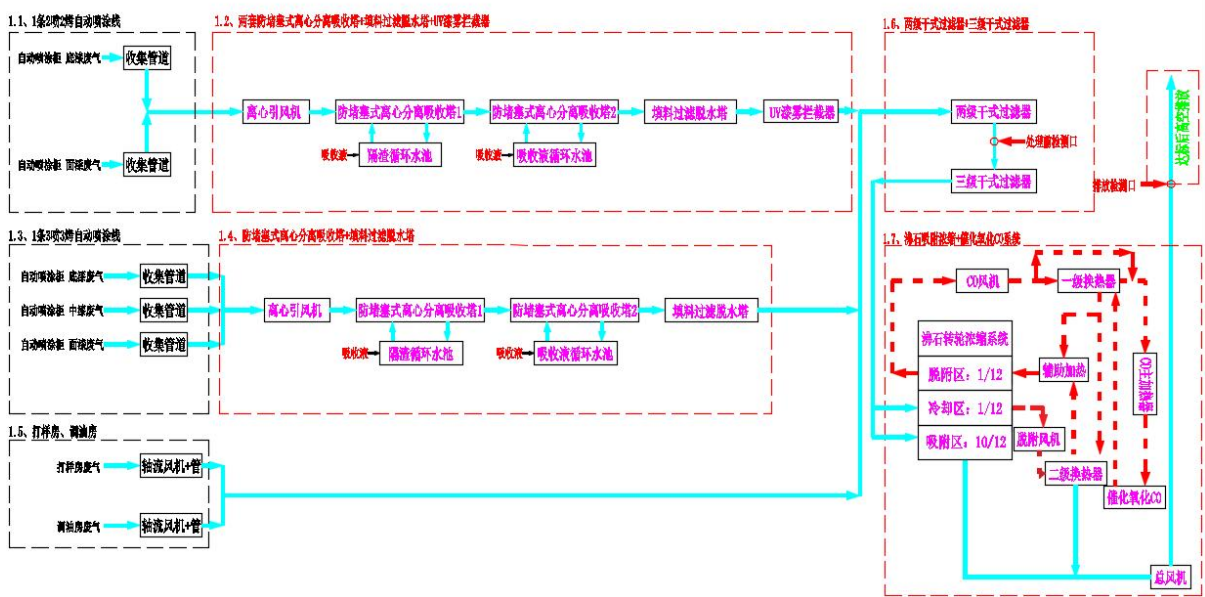 1.1、1条2喷2烤自动喷涂线
自动喷涂柜 底漆废气
收集管道
自动喷涂柜 面漆废气
收集管道
1.2、两套防堵塞式离心分离吸收塔+填料过滤脱水塔+UV漆雾拦截器
离心引风机
防堵塞式离心分离吸收塔1
防堵塞式离心分离吸收塔2
填料过滤脱水塔
UV漆雾拦截器
吸收液
隔渣循环水池
吸收液
吸收液循环水池
1.6、两级干式过滤器+三级干式过滤器
两级干式过滤器
处理前检测口
三级干式过滤器
达标后高空排放
排放检测口
1.3、1条3喷3烤自动喷涂线
自动喷涂柜 底漆废气
收集管道
自动喷涂柜 中漆废气
收集管道
自动喷涂柜 面漆废气
收集管道
1.4、防堵塞式离心分离吸收塔+填料过滤脱水塔
离心引风机
防堵塞式离心分离吸收塔1
防堵塞式离心分离吸收塔2
填料过滤脱水塔
吸收液
隔渣循环水池
吸收液
吸收液循环水池
1.7、沸石吸附浓缩+催化氧化CO系统
CO风机
一级换热器
沸石转轮浓缩系统
脱附区：1/12
辅助加热
CO主加热器
冷却区：1/12
吸附区：10/12
脱附风机
二级换热器
催化氧化CO
总风机
1.5、打样房、调油房
打样房废气
轴流风机+管
调油房废气
轴流风机+管